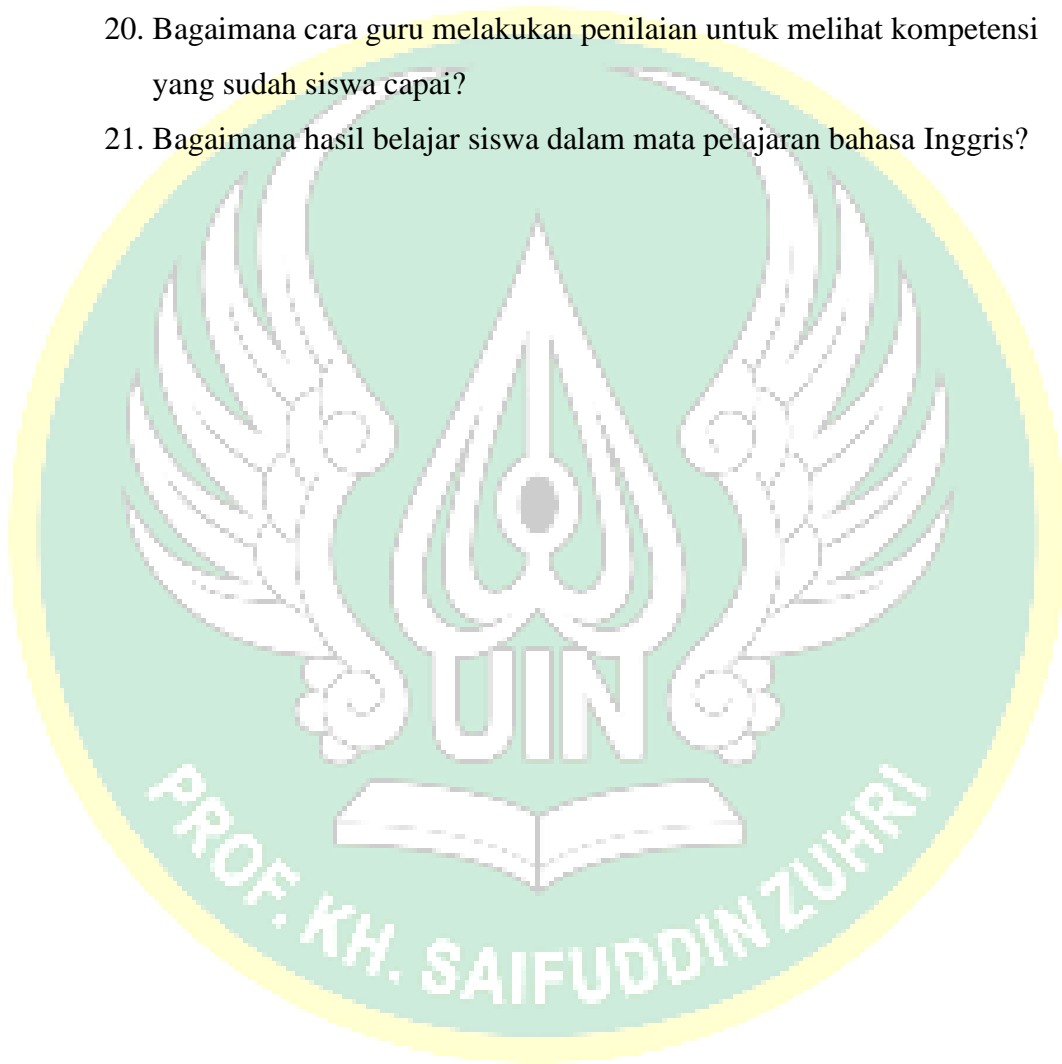 20. Bagaimana cara guru melakukan penilaian untuk melihat kompetensi
yang sudah siswa capai?
21. Bagaimana hasil belajar siswa dalam mata pelajaran bahasa Inggris?
UIN
PROF. KH. SAIFUDDIN ZUHRI